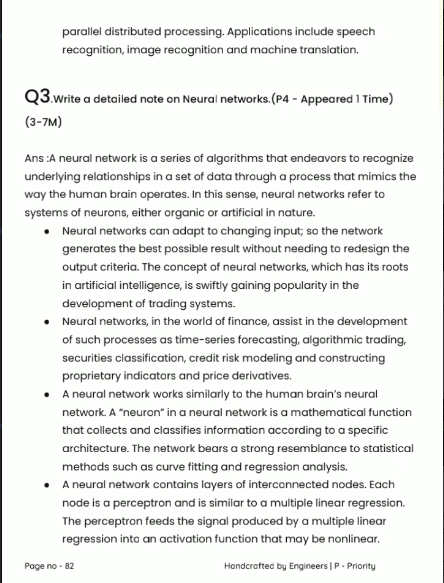 parallel distributed processing. Applications include speech
recognition, image recognition and machine translation.
Q3.Write a detailed note on Neural networks.(P4 - Appeared 1 Time)
(3-7M)
Ans :A neural network is a series of algorithms that endeavors to recognize
underlying relationships in a set of data through a process that mimics the
way the human brain operates. In this sense, neural networks refer to
systems of neurons, either organic or artificial in nature.
● Neural networks can adapt to changing input; so the network
generates the best possible result without needing to redesign the
output criteria. The concept of neural networks, which has its roots
in artificial intelligence, is swiftly gaining popularity in the
development of trading systems.
● Neural networks, in the world of finance, assist in the development
of such processes as time-series forecasting, algorithmic trading,
securities classification, credit risk modeling and constructing
proprietary indicators and price derivatives.
● A neural network works similarly to the human brain’s neural
network. A “neuron” in a neural network is a mathematical function
that collects and classifies information according to a specific
architecture. The network bears a strong resemblance to statistical
methods such as curve fitting and regression analysis.
● A neural network contains layers of interconnected nodes. Each
node is a perceptron and is similar to a multiple linear regression.
The perceptron feeds the signal produced by a multiple linear
regression into an activation function that may be nonlinear.
Page no - 82 Handcrafted by Engineers | P - Priority